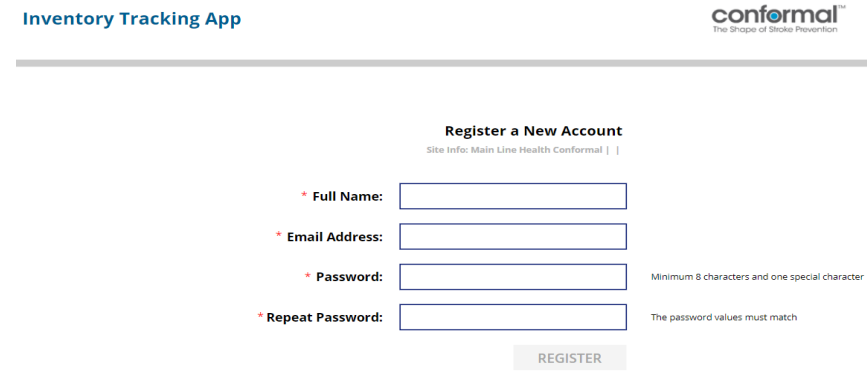 Inventory Tracking App
conformal™
The Shape of Stroke Prevention
Register a New Account
Site Info: Main Line Health Conformal | |
* Full Name:
* Email Address:
* Password:
Minimum 8 characters and one special character
* Repeat Password:
The password values must match
REGISTER